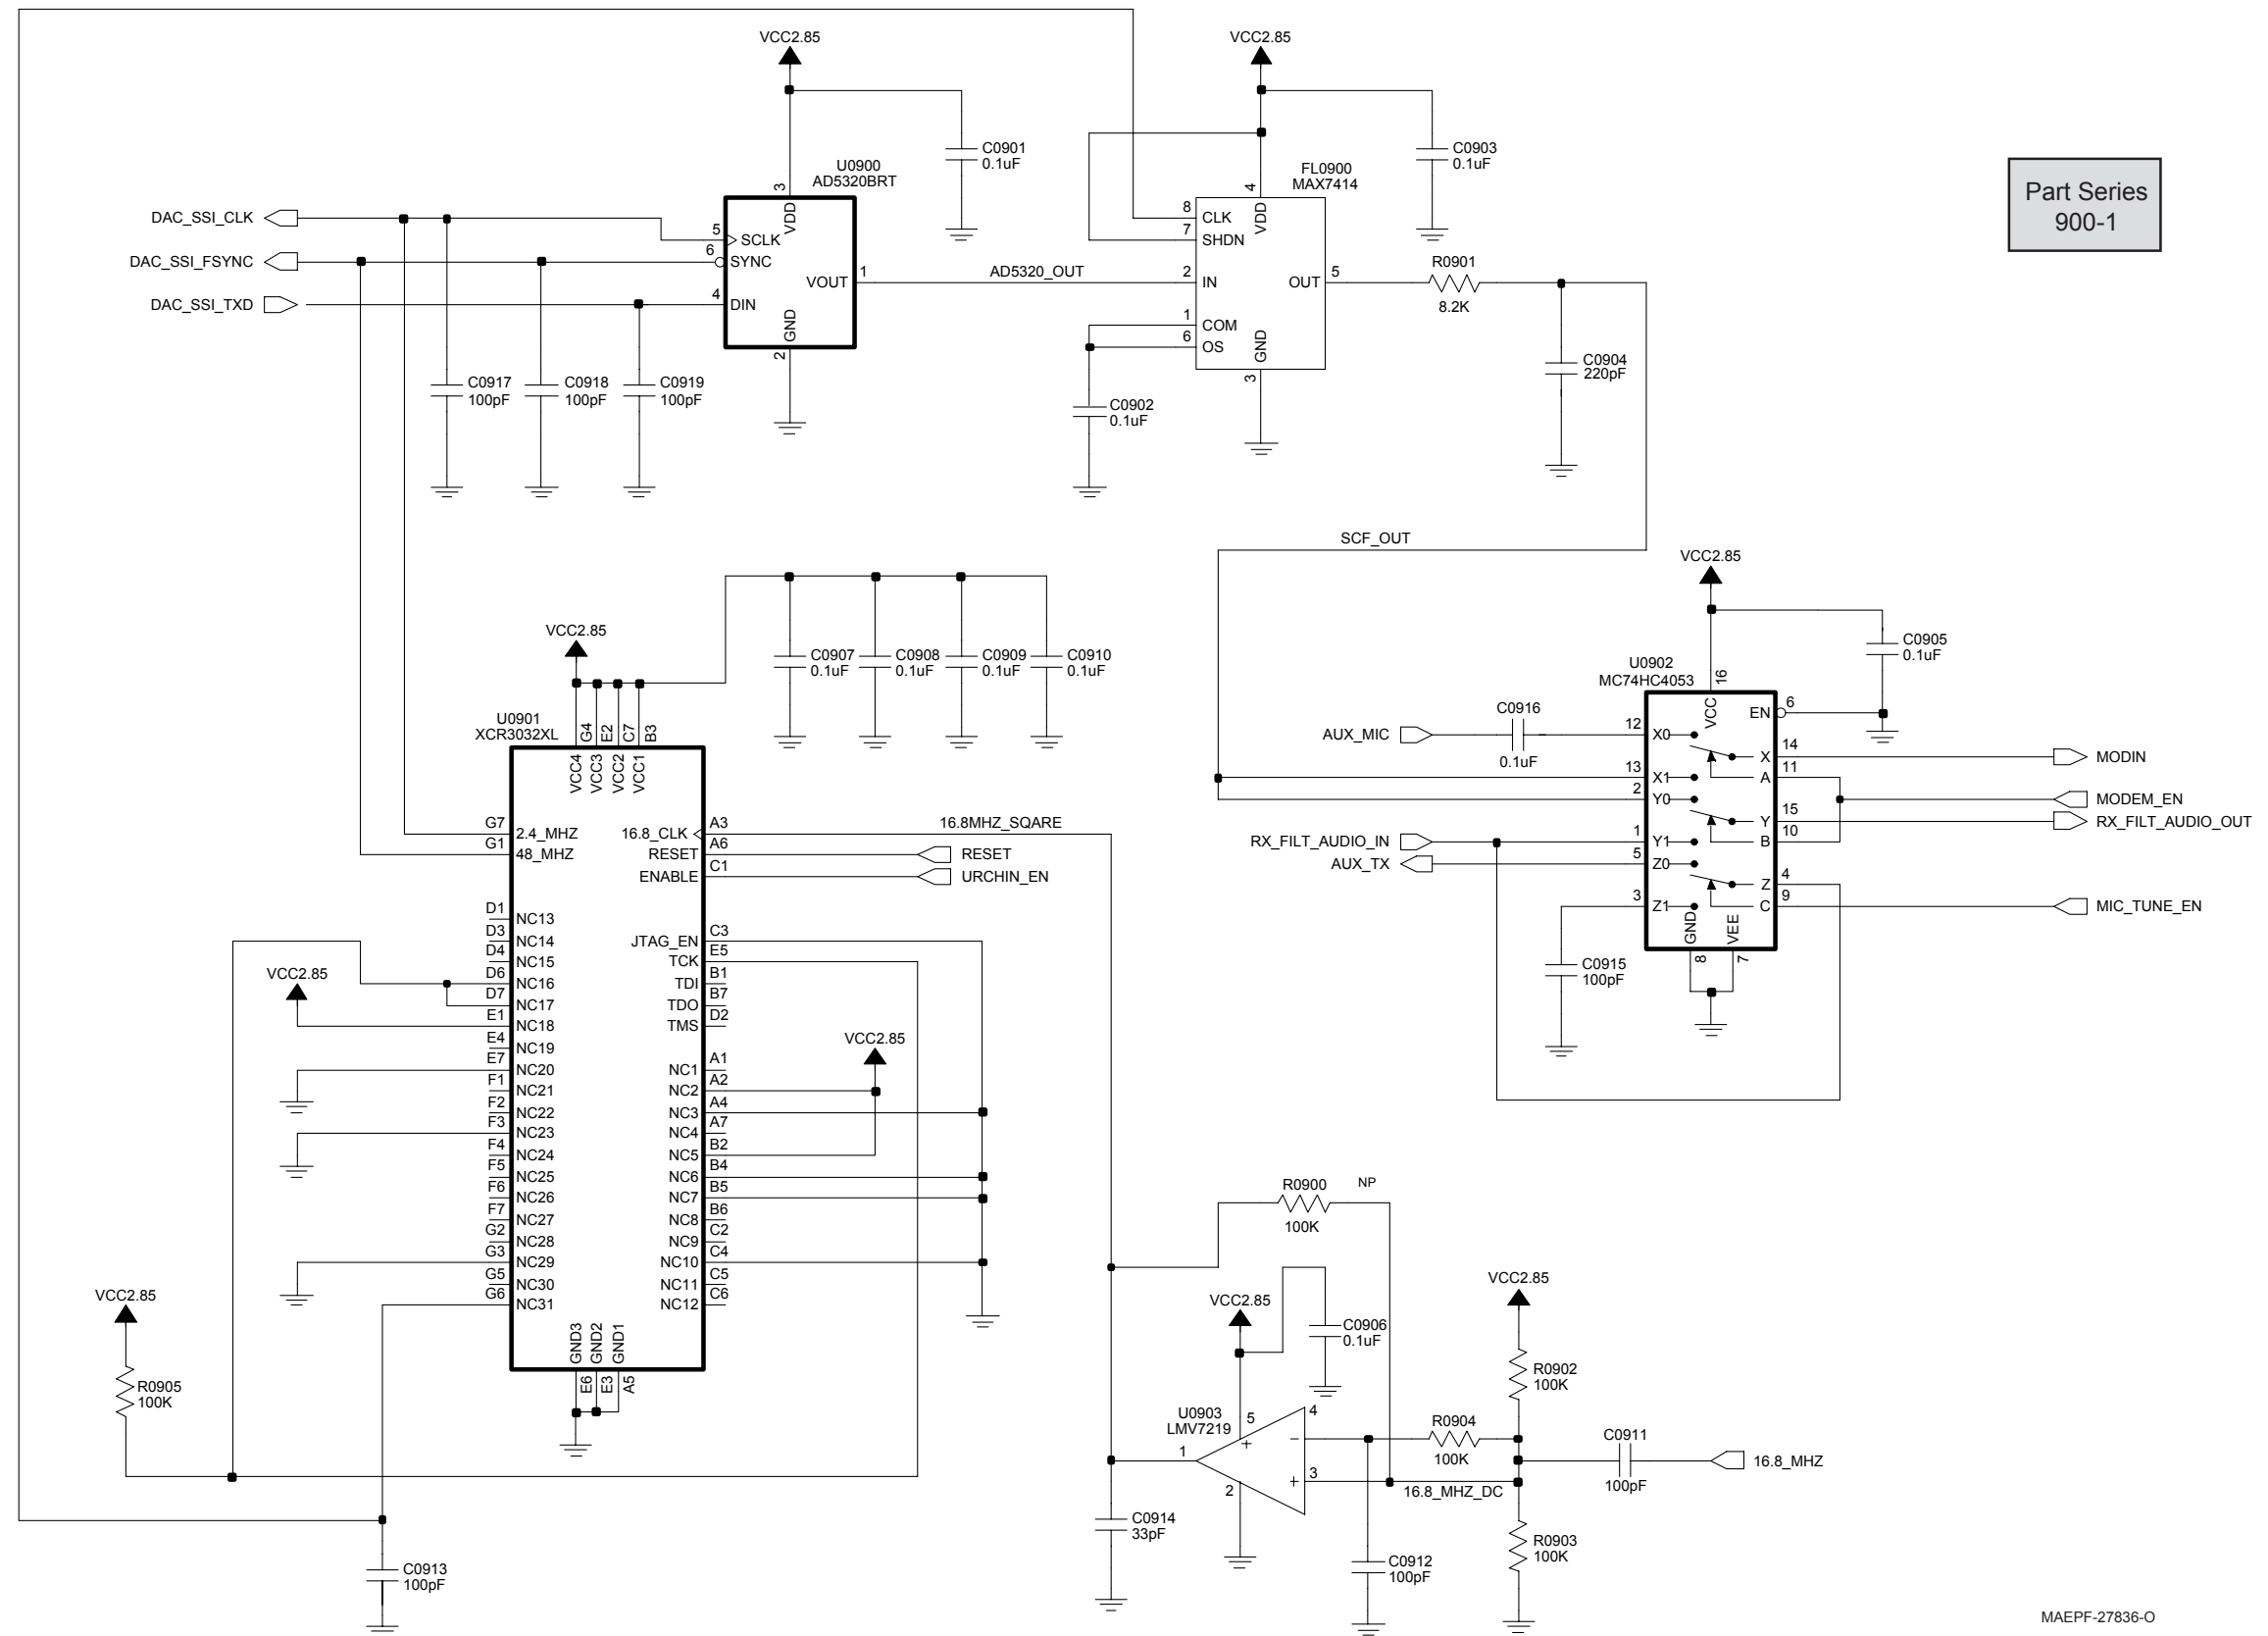 VCC2.85
VCC2.85
C0901
0.1uF
C0903
0.1uF
U0900
AD5320BRT
FL0900
MAX7414
Part Series
900-1
3
VDD
4
VDD
DAC_SSI_CLK
5
SCLK
8
CLK
7
SHDN
DAC_SSI_FSYNC
6
SYNC
VOUT
1
AD5320_OUT
2
IN
OUT
5
R0901
8.2K
DAC_SSI_TXD
4
DIN
GND
2
1
COM
6
OS
GND
3
C0904
220pF
C0917
100pF
C0918
100pF
C0919
100pF
C0902
0.1uF
SCF_OUT
VCC2.85
C0905
0.1uF
VCC2.85
C0907
0.1uF
C0908
0.1uF
C0909
0.1uF
C0910
0.1uF
U0902
MC74HC4053
16
VCC
EN
6
C0916
0.1uF
AUX_MIC
12
X0
X
14
MODIN
13
X1
A
11
2
Y0
MODEM_EN
Y
15
RX_FILT_AUDIO_OUT
RX_FILT_AUDIO_IN
1
Y1
B
10
AUX_TX
5
Z0
Z
4
3
Z1
C
9
MIC_TUNE_EN
GND
VEE
8
7
C0915
100pF
U0901
XCR3032XL
G4
E2
C7
B3
VCC4
VCC3
VCC2
VCC1
G7
2.4_MHZ
16.8_CLK
A3
16.8MHZ_SQARE
G1
48_MHZ
RESET
A6
RESET
ENABLE
C1
URCHIN_EN
D1
NC13
D3
NC14
JTAG_EN
C3
D4
NC15
TCK
E5
D6
NC16
TDI
B1
D7
NC17
TDO
B7
E1
NC18
TMS
D2
VCC2.85
VCC2.85
E4
NC19
E7
NC20
NC1
A1
F1
NC21
NC2
A2
F2
NC22
NC3
A4
F3
NC23
NC4
A7
F4
NC24
NC5
B2
F5
NC25
NC6
B4
F6
NC26
NC7
B5
F7
NC27
NC8
B6
G2
NC28
NC9
C2
G3
NC29
NC10
C4
G5
NC30
NC11
C5
G6
NC31
NC12
C6
GND3
GND2
GND1
E6
E3
A5
VCC2.85
R0905
100K
C0913
100pF
R0900
NP
100K
VCC2.85
C0906
0.1uF
VCC2.85
R0902
100K
U0903
LMV7219
5
+
4
−
R0904
100K
1
3
+
16.8_MHZ_DC
2
C0911
100pF
16.8_MHZ
C0914
33pF
C0912
100pF
R0903
100K
MAEPF-27836-O